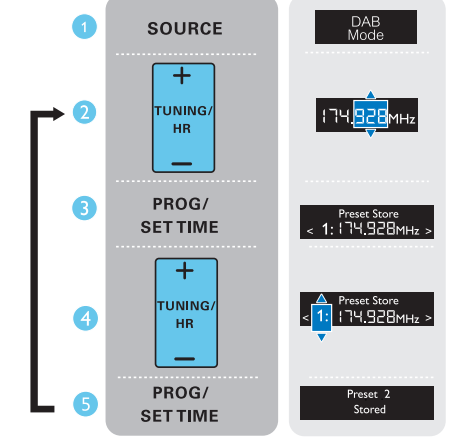 1 SOURCE DAB
Mode
2 + TUNING/
HR
− 174.928MHz
3 PROG/
SET TIME Preset Store
< 1:174.928MHz >
4 + TUNING/
HR
− Preset Store
< 1: 174.928MHz >
5 PROG/
SET TIME Preset 2
Stored